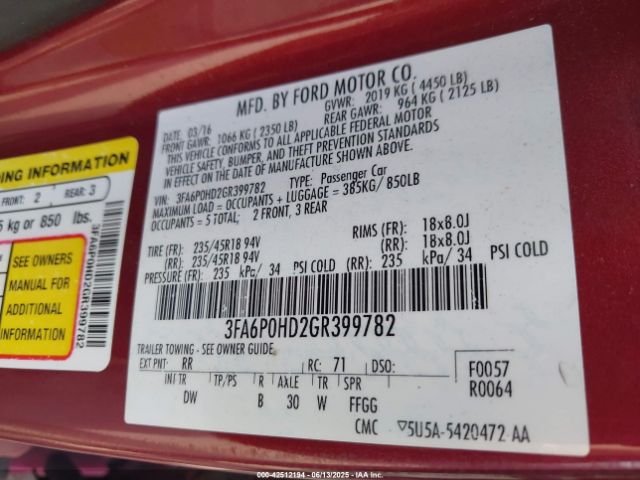 MFD. BY FORD MOTOR CO.
DATE: 03/16 GVWR: 2019 KG ( 4450 LB)
FRONT GAWR: 1066 KG ( 2350 LB) REAR GAWR: 964 KG ( 2125 LB)
THIS VEHICLE CONFORMS TO ALL APPLICABLE FEDERAL MOTOR
VEHICLE SAFETY, BUMPER, AND THEFT PREVENTION STANDARDS
IN EFFECT ON THE DATE OF MANUFACTURE SHOWN ABOVE.
VIN: 3FA6P0HD2GR399782 TYPE: Passenger Car
MAXIMUM LOAD = OCCUPANTS + LUGGAGE = 385KG/ 850LB
OCCUPANTS = 5 TOTAL; 2 FRONT, 3 REAR
TIRE (FR): 235/45R18 94V RIMS (FR): 18x8.0J
(RR): 235/45R18 94V (RR): 18x8.0J
PRESSURE (FR): 235 kPa/ 34 PSI COLD (RR): 235 kPa/ 34 PSI COLD
3FA6P0HD2GR399782
TRAILER TOWING - SEE OWNER GUIDE.
EXT PNT: RR RC: 71 DSO: F0057
INT TR TP/PS R AXLE TR SPR R0064
DW B 30 W FFGG
CMC ▽5U5A-5420472 AA
DING INFORMATION
FRONT: 2 REAR: 3
5 kg or 850 lbs.
SEE OWNERS
MANUAL FOR
ADDITIONAL
INFORMATION
3FA6P0HD2GR399782
000-42512194 - 06/13/2025 - IAAI.com